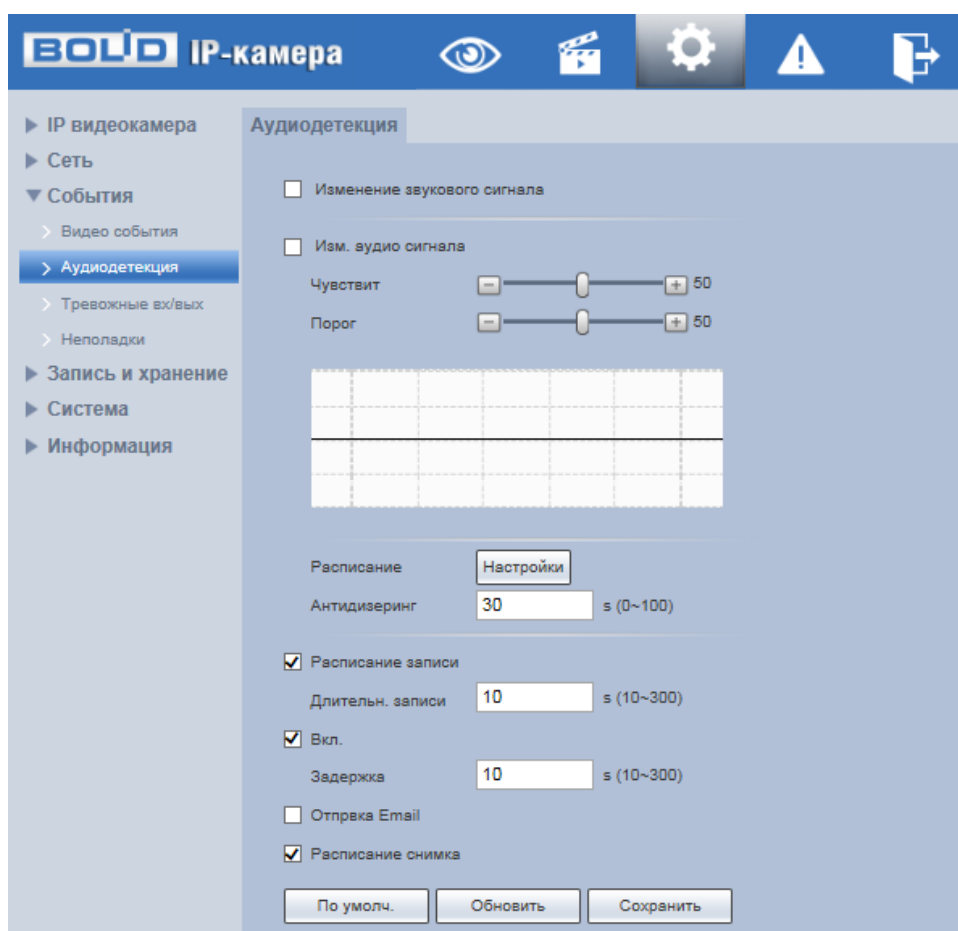 BOLID IP-камера
IP видеокамера
Сеть
События
Видео события
Аудиодетекция
Тревожные вх/вых
Неполадки
Запись и хранение
Система
Информация
Аудиодетекция
Изменение звукового сигнала
Изм. аудио сигнала
Чувствит 50
Порог 50
Расписание Настройки
Антидизеринг 30 s (0~100)
Расписание записи
Длительн. записи 10 s (10~300)
Вкл.
Задержка 10 s (10~300)
Отпрвка Email
Расписание снимка
По умолч. Обновить Сохранить